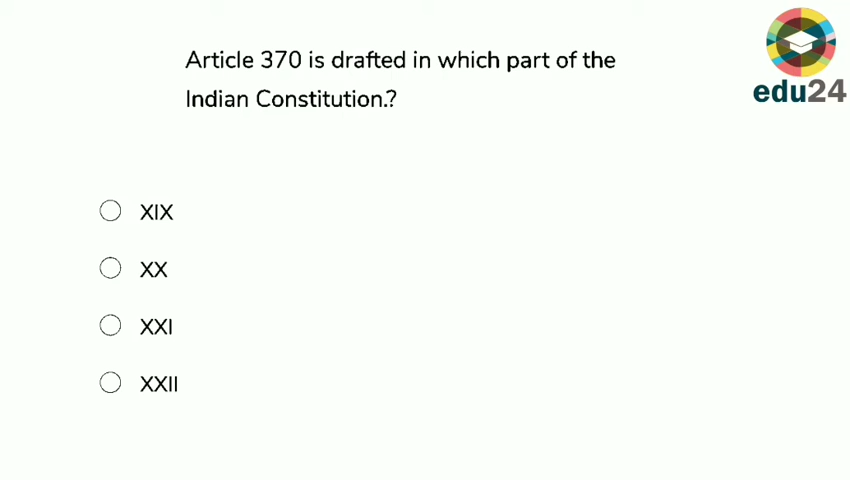 Article 370 is drafted in which part of the
Indian Constitution.?
edu24
XIX
XX
XXI
XXII